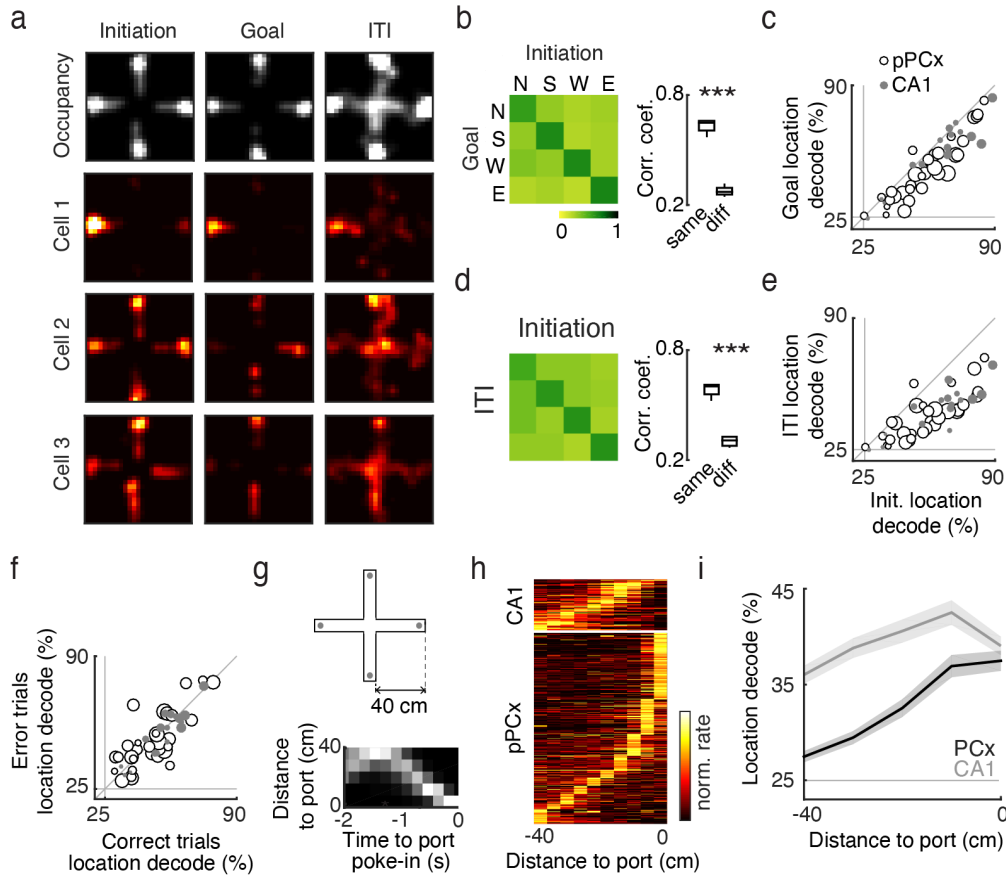 a
Initiation
Goal
ITI
Occupancy
Cell 1
Cell 2
Cell 3
b
Initiation
N S W E
Goal
N
S
W
E
0 1
Corr. coef.
0.8
0.2
***
same
diff
c
pPCx
CA1
Goal location
decode (%)
90
25
25 90
d
Initiation
ITI
Corr. coef.
0.8
0.2
***
same
diff
e
ITI location
decode (%)
90
25
25 90
Init. location
decode (%)
f
Error trials
location decode (%)
90
25
25 90
Correct trials
location decode
(%)
g
40 cm
Distance
to port (cm)
40
0
-2 -1 0
Time to port
poke-in (s)
h
CA1
pPCx
norm. rate
-40 0
Distance to port (cm)
i
Location decode (%)
45
35
25
PCx
CA1
-40 0
Distance to port (cm)